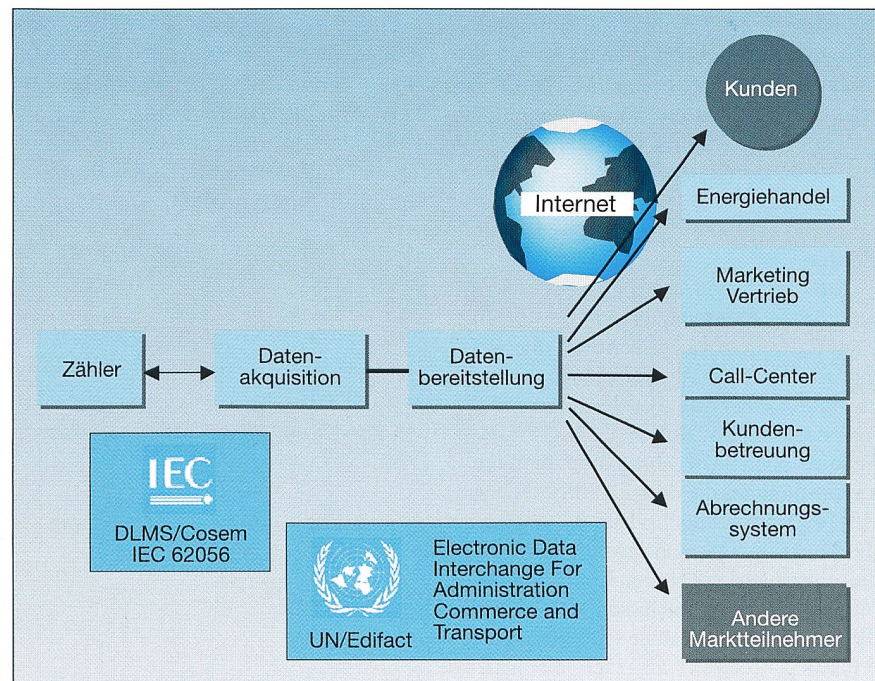 Kunden
Internet
Energiehandel
Marketing
Vertrieb
Zähler
Daten-
akquisition
Daten-
bereitstellung
Call-Center
Kunden-
betreuung
Abrechnungs-
system
IEC
DLMS/Cosem
IEC 62056
UN/Edifact
Electronic Data
Interchange For
Administration
Commerce and
Transport
Andere
Marktteilnehmer